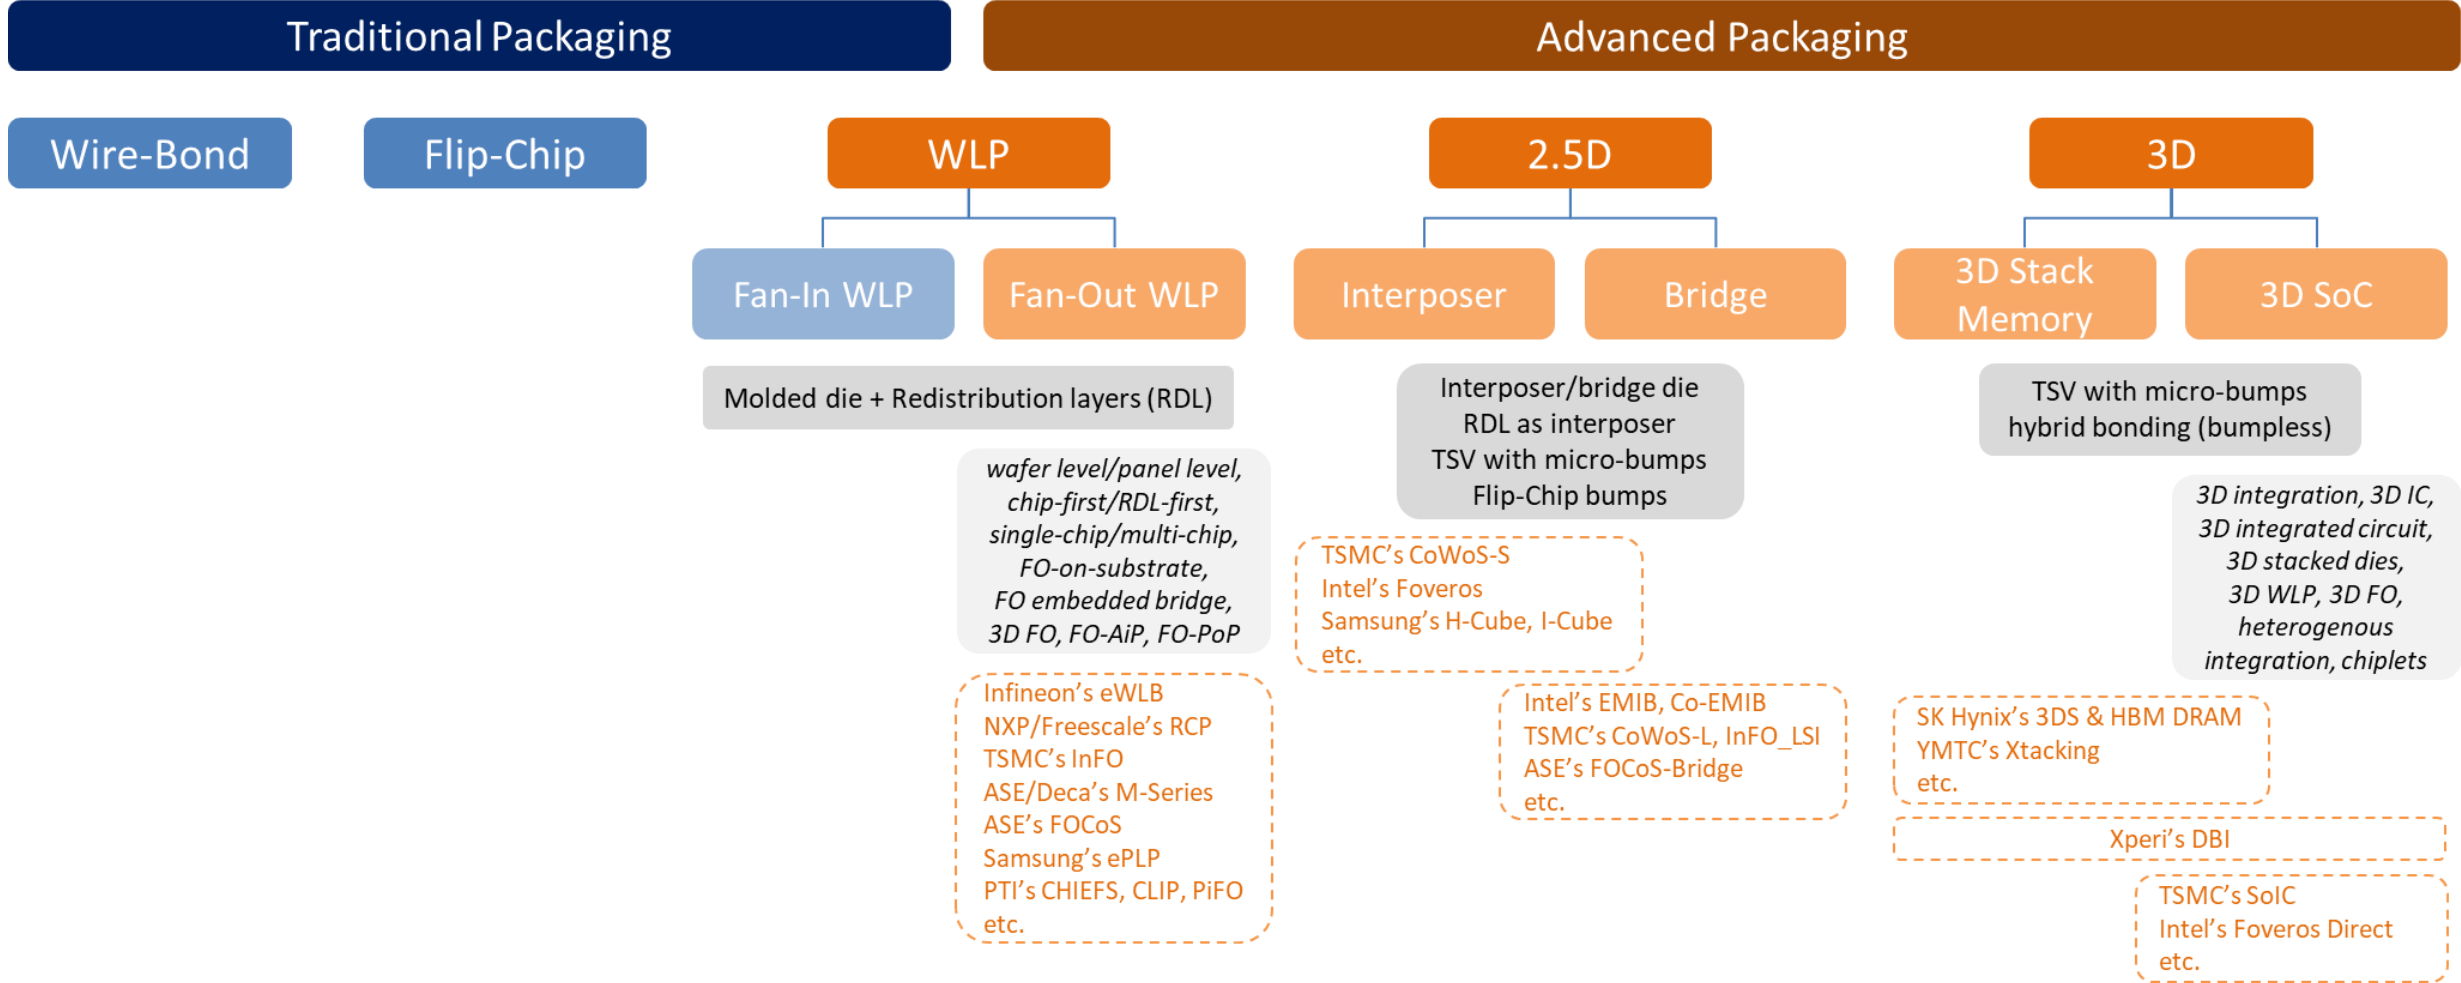 Traditional Packaging
Advanced Packaging
Wire-Bond
Flip-Chip
WLP
2.5D
3D
Fan-In WLP
Fan-Out WLP
Interposer
Bridge
3D Stack
Memory
3D SoC
Molded die + Redistribution layers (RDL)
wafer level/panel level,
chip-first/RDL-first,
single-chip/multi-chip,
FO-on-substrate,
FO embedded bridge,
3D FO, FO-AiP, FO-PoP
Infineon's eWLB
NXP/Freescale's RCP
TSMC's InFO
ASE/Deca's M-Series
ASE's FOCoS
Samsung's ePLP
PTI's CHIEFS, CLIP, PiFO
etc.
Interposer/bridge die
RDL as interposer
TSV with micro-bumps
Flip-Chip bumps
TSMC's CoWoS-S
Intel's Foveros
Samsung's H-Cube, I-Cube
etc.
Intel's EMIB, Co-EMIB
TSMC's CoWoS-L, InFO_LSI
ASE's FOCoS-Bridge
etc.
TSV with micro-bumps
hybrid bonding (bumpless)
3D integration, 3D IC,
3D integrated circuit,
3D stacked dies,
3D WLP, 3D FO,
heterogenous
integration, chiplets
SK Hynix's 3DS & HBM DRAM
YMTC's Xtacking
etc.
Xperi's DBI
TSMC's SoIC
Intel's Foveros Direct
etc.